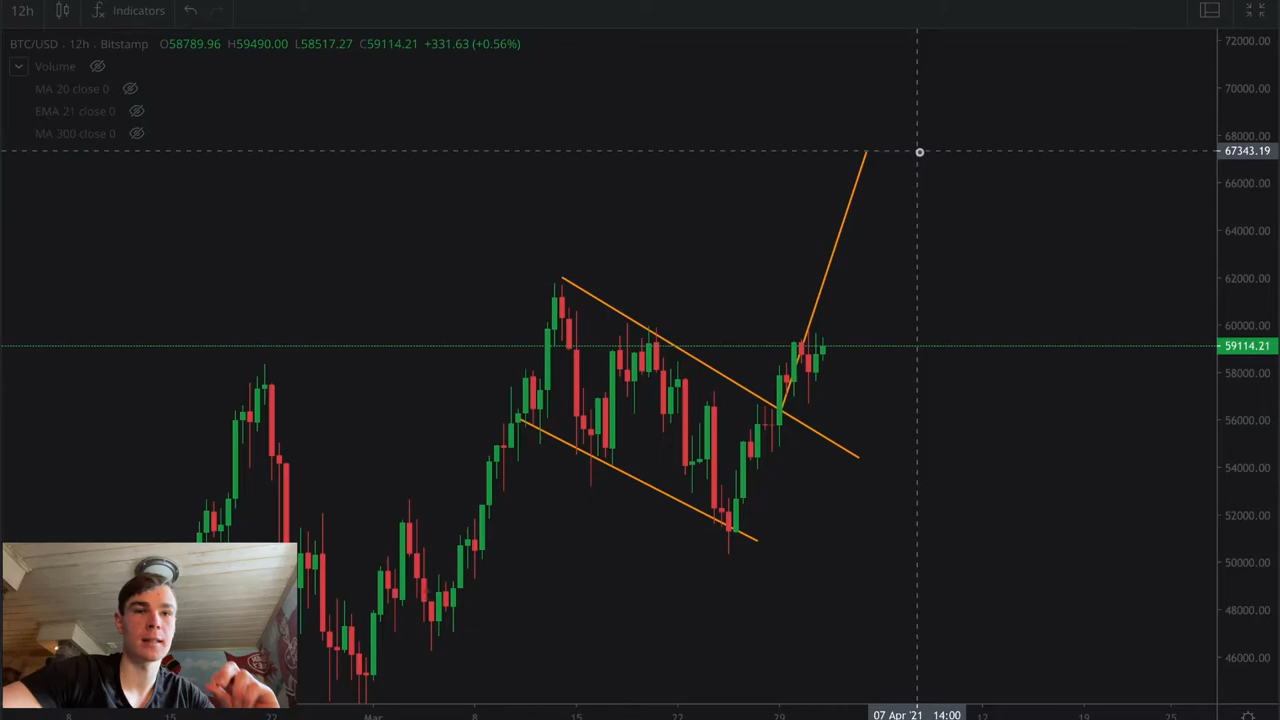 12h Indicators
BTC/USD · 12h · Bitstamp O58789.96 H59490.00 L58517.27 C59114.21 +331.63 (+0.56%)
Volume
MA 20 close 0
EMA 21 close 0
MA 300 close 0
72000.00
70000.00
68000.00
67343.19
66000.00
64000.00
62000.00
60000.00
59114.21
58000.00
56000.00
54000.00
52000.00
50000.00
48000.00
46000.00
8 15 22 Mar 8 15 22 29 07 Apr '21 14:00 12 19 25